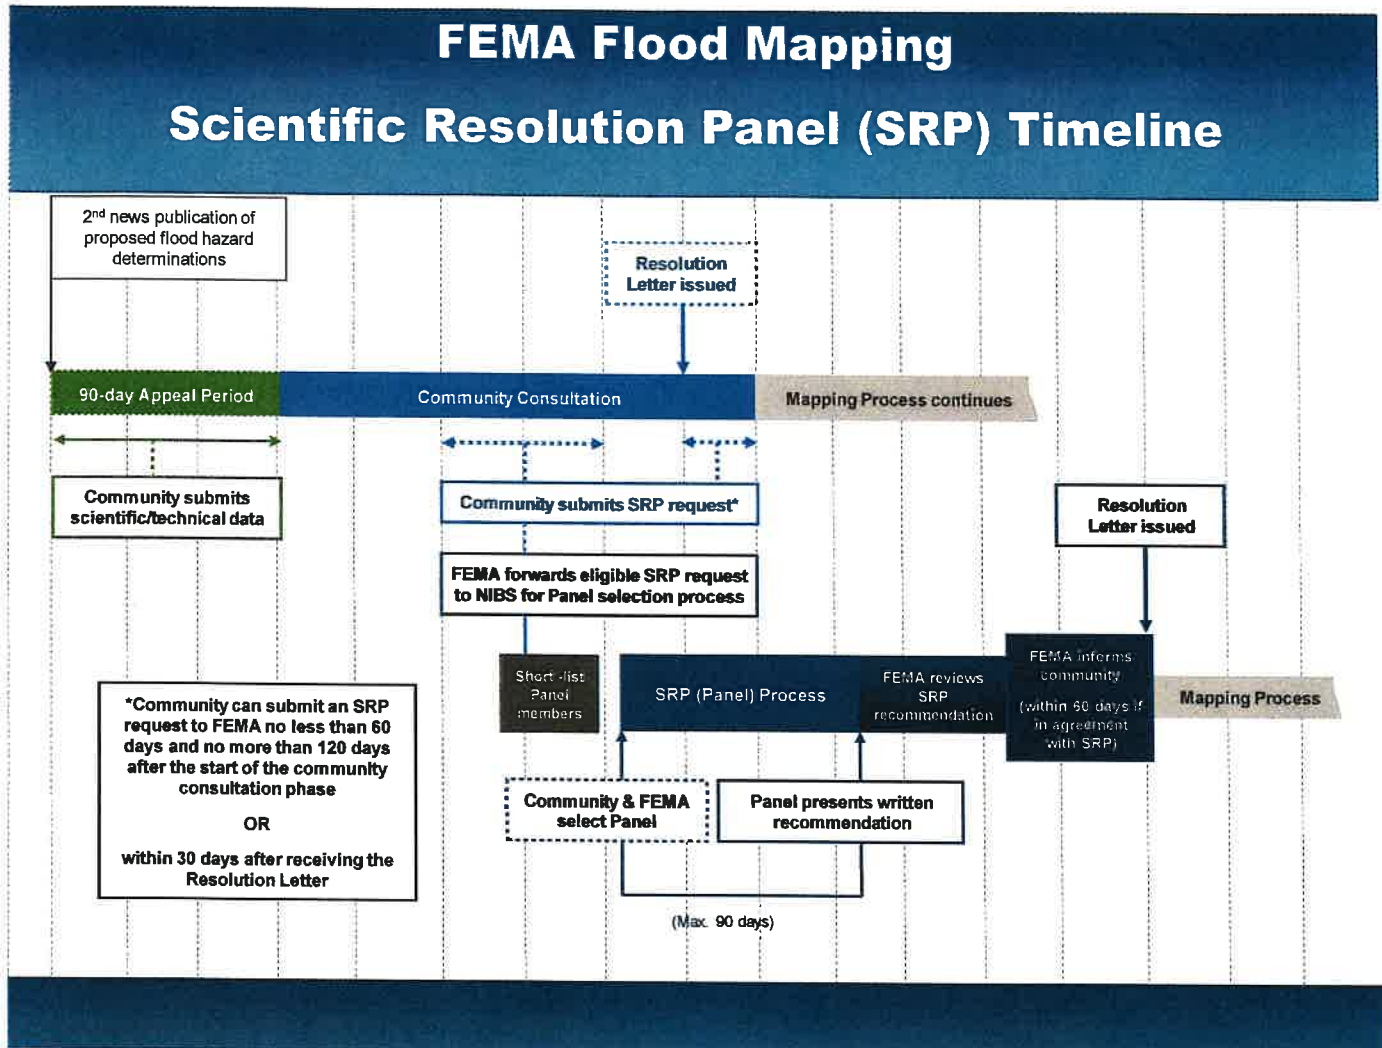 FEMA Flood Mapping
Scientific Resolution Panel (SRP) Timeline
2nd news publication of
proposed flood hazard
determinations
Resolution
Letter issued
90-day Appeal Period
Community Consultation
Mapping Process continues
Community submits
scientific/technical data
Community submits SRP request*
Resolution
Letter issued
FEMA forwards eligible SRP request
to NIBS for Panel selection process
Short-list
Panel
members
SRP (Panel) Process
FEMA reviews
SRP
recommendation
FEMA informs
community
(within 60 days if
in agreement
with SRP)
Mapping Process
*Community can submit an SRP
request to FEMA no less than 60
days and no more than 120 days
after the start of the community
consultation phase
OR
within 30 days after receiving the
Resolution Letter
Community & FEMA
select Panel
Panel presents written
recommendation
(Max. 90 days)